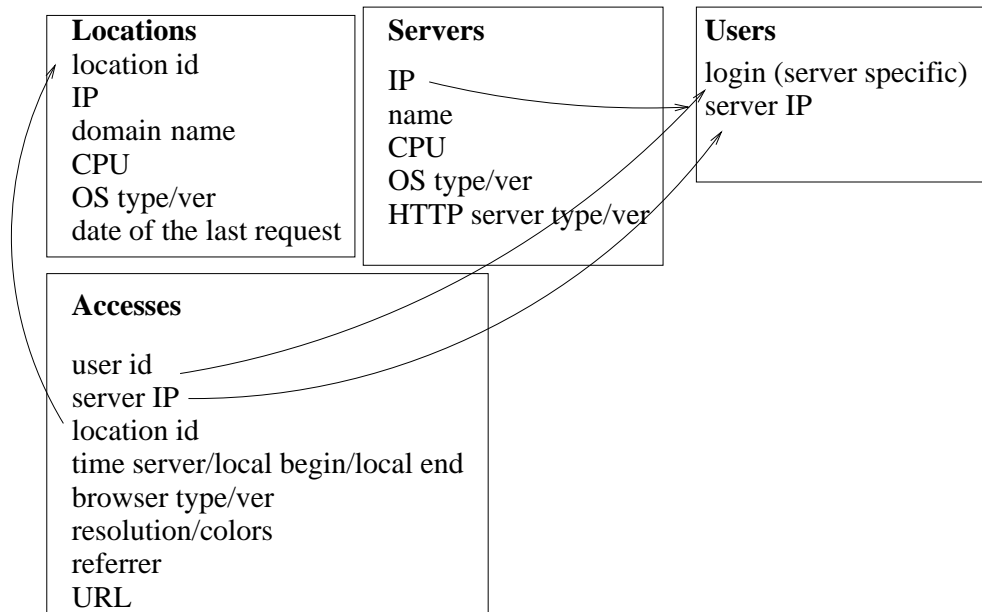 Locations
location id
IP
domain name
CPU
OS type/ver
date of the last request
Servers
IP
name
CPU
OS type/ver
HTTP server type/ver
Users
login (server specific)
server IP
Accesses
user id
server IP
location id
time server/local begin/local end
browser type/ver
resolution/colors
referrer
URL